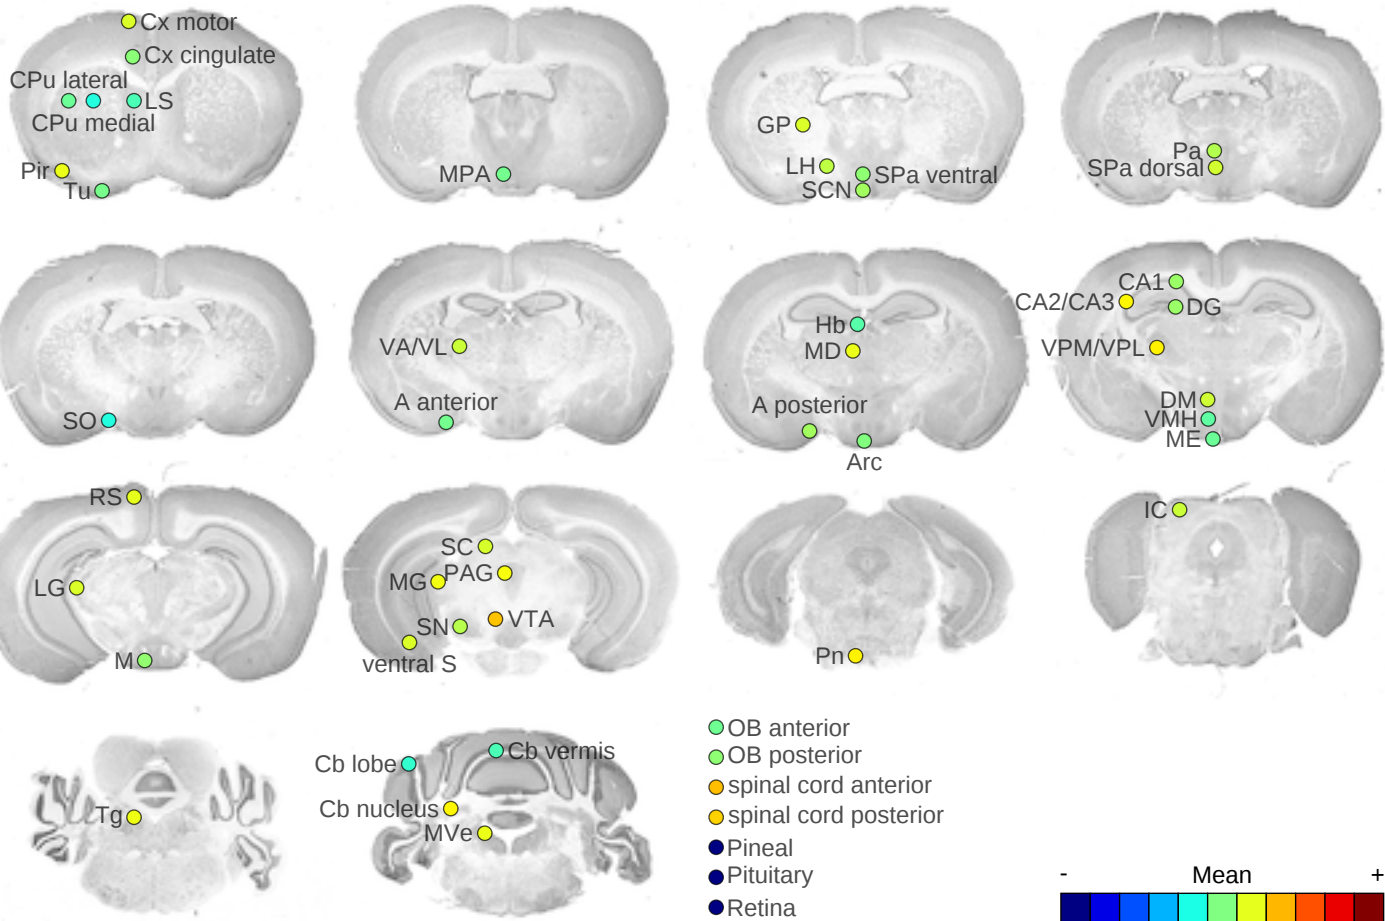 Cx motor
Cx cingulate
CPu lateral
LS
CPu medial
Pir
Tu
MPA
GP
LH
SPa ventral
SCN
Pa
SPa dorsal
SO
VA/VL
A anterior
Hb
MD
A posterior
Arc
CA1
CA2/CA3
DG
VPM/VPL
DM
VMH
ME
RS
LG
M
SC
MG
PAG
SN
VTA
ventral S
Pn
IC
Tg
Cb lobe
Cb vermis
Cb nucleus
MVe
OB anterior
OB posterior
spinal cord anterior
spinal cord posterior
Pineal
Pituitary
Retina
- Mean +